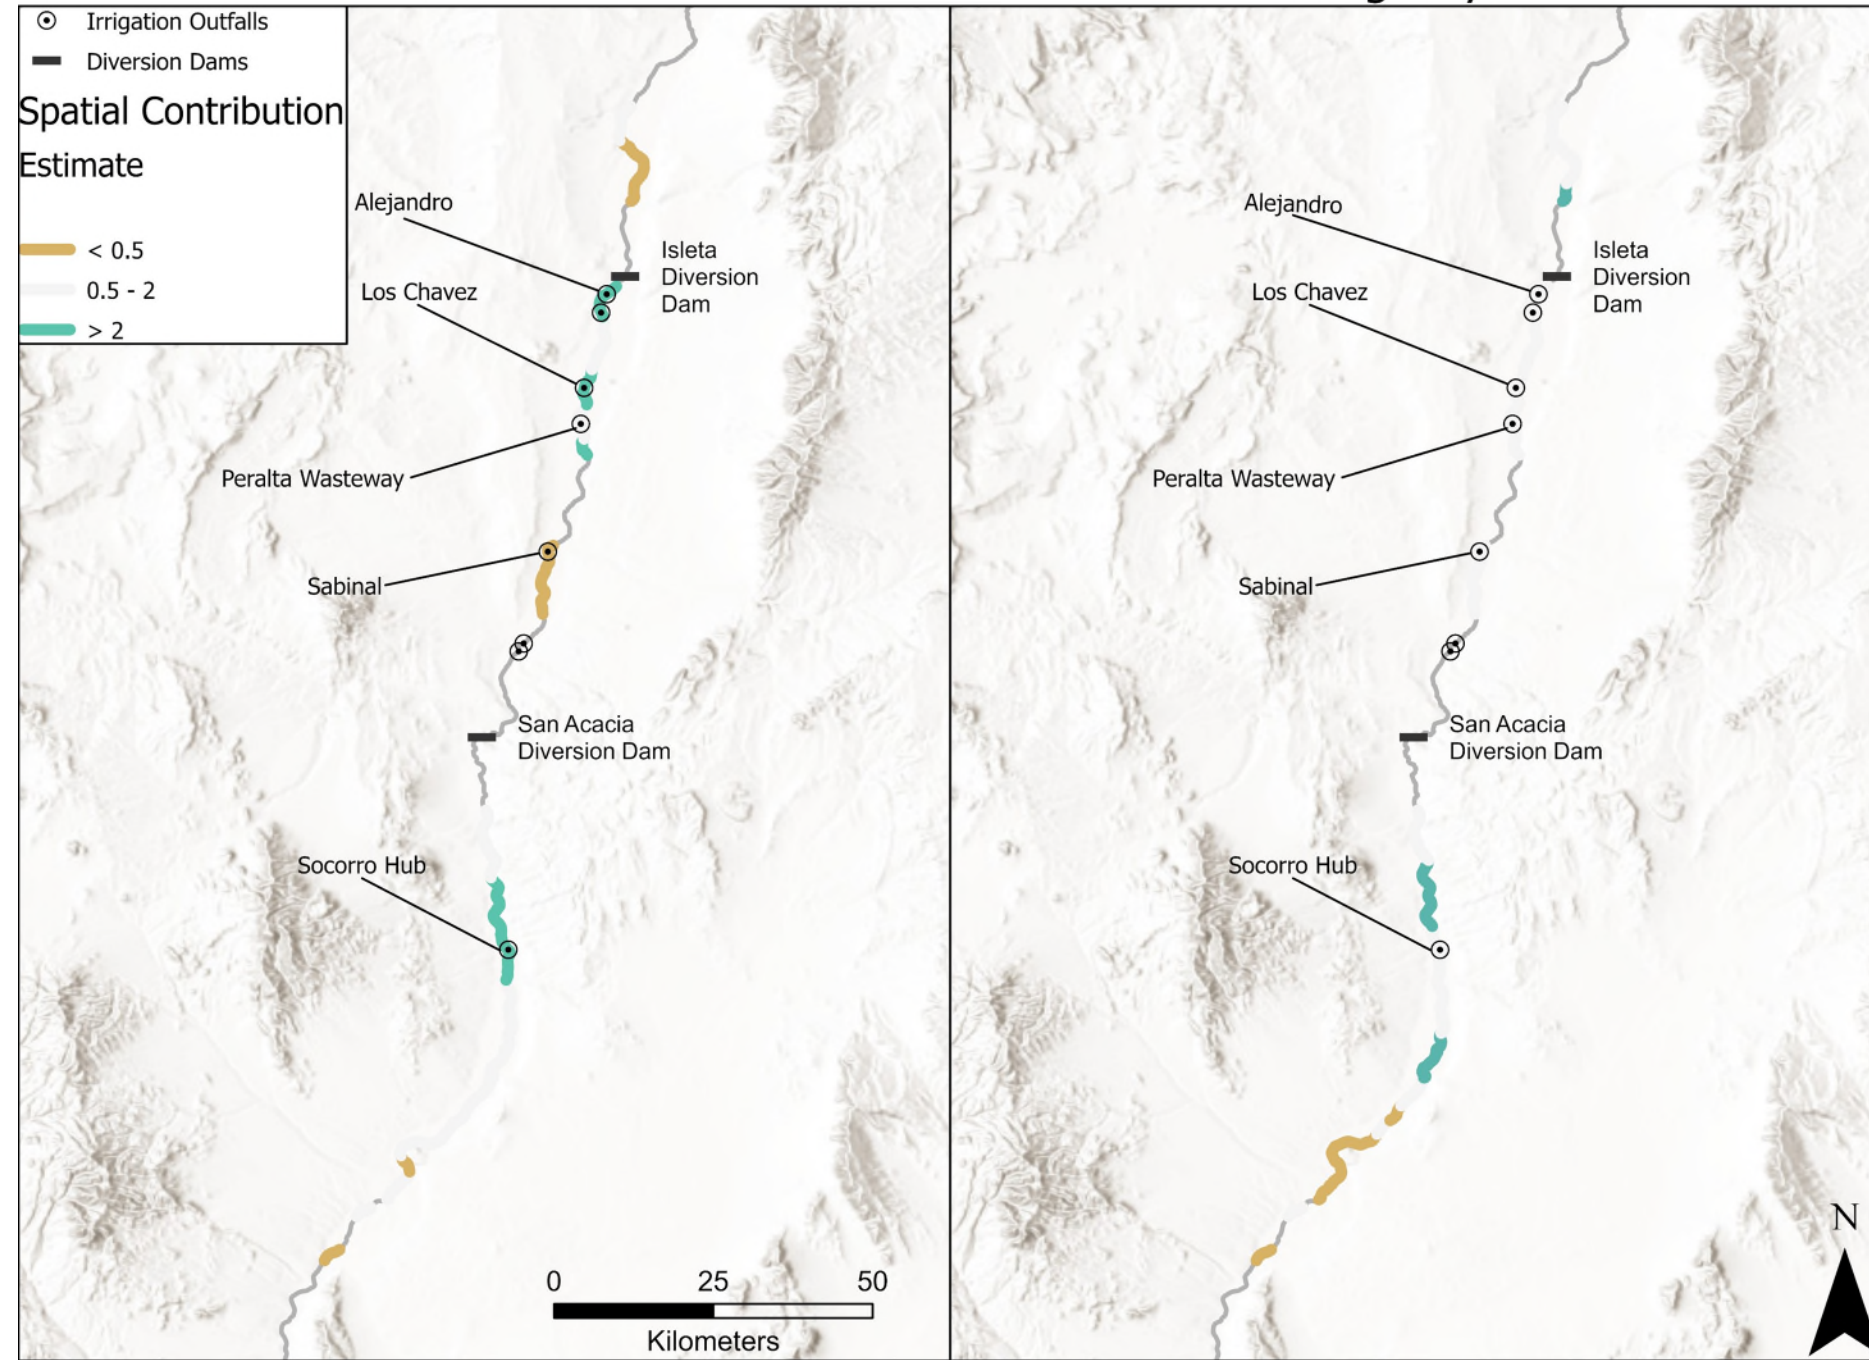 Irrigation Outfalls
Diversion Dams
Spatial Contribution
Estimate
< 0.5
0.5 - 2
> 2
Alejandro
Los Chavez
Isleta
Diversion
Dam
Peralta Wasteway
Sabinal
San Acacia
Diversion Dam
Socorro Hub
0 25 50
Kilometers
Alejandro
Los Chavez
Isleta
Diversion
Dam
Peralta Wasteway
Sabinal
San Acacia
Diversion Dam
Socorro Hub
N